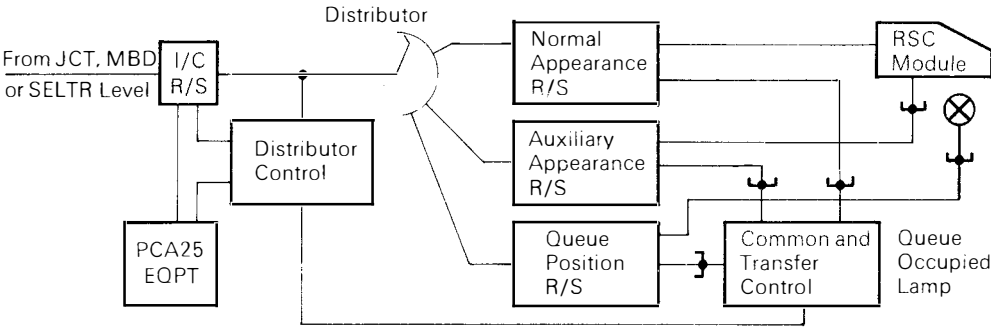 Distributor
From JCT, MBD
or SELTR Level
I/C
R/S
Normal
Appearance
R/S
RSC
Module
Distributor
Control
Auxiliary
Appearance
R/S
PCA25
EQPT
Queue
Position
R/S
Common and
Transfer
Control
Queue
Occupied
Lamp